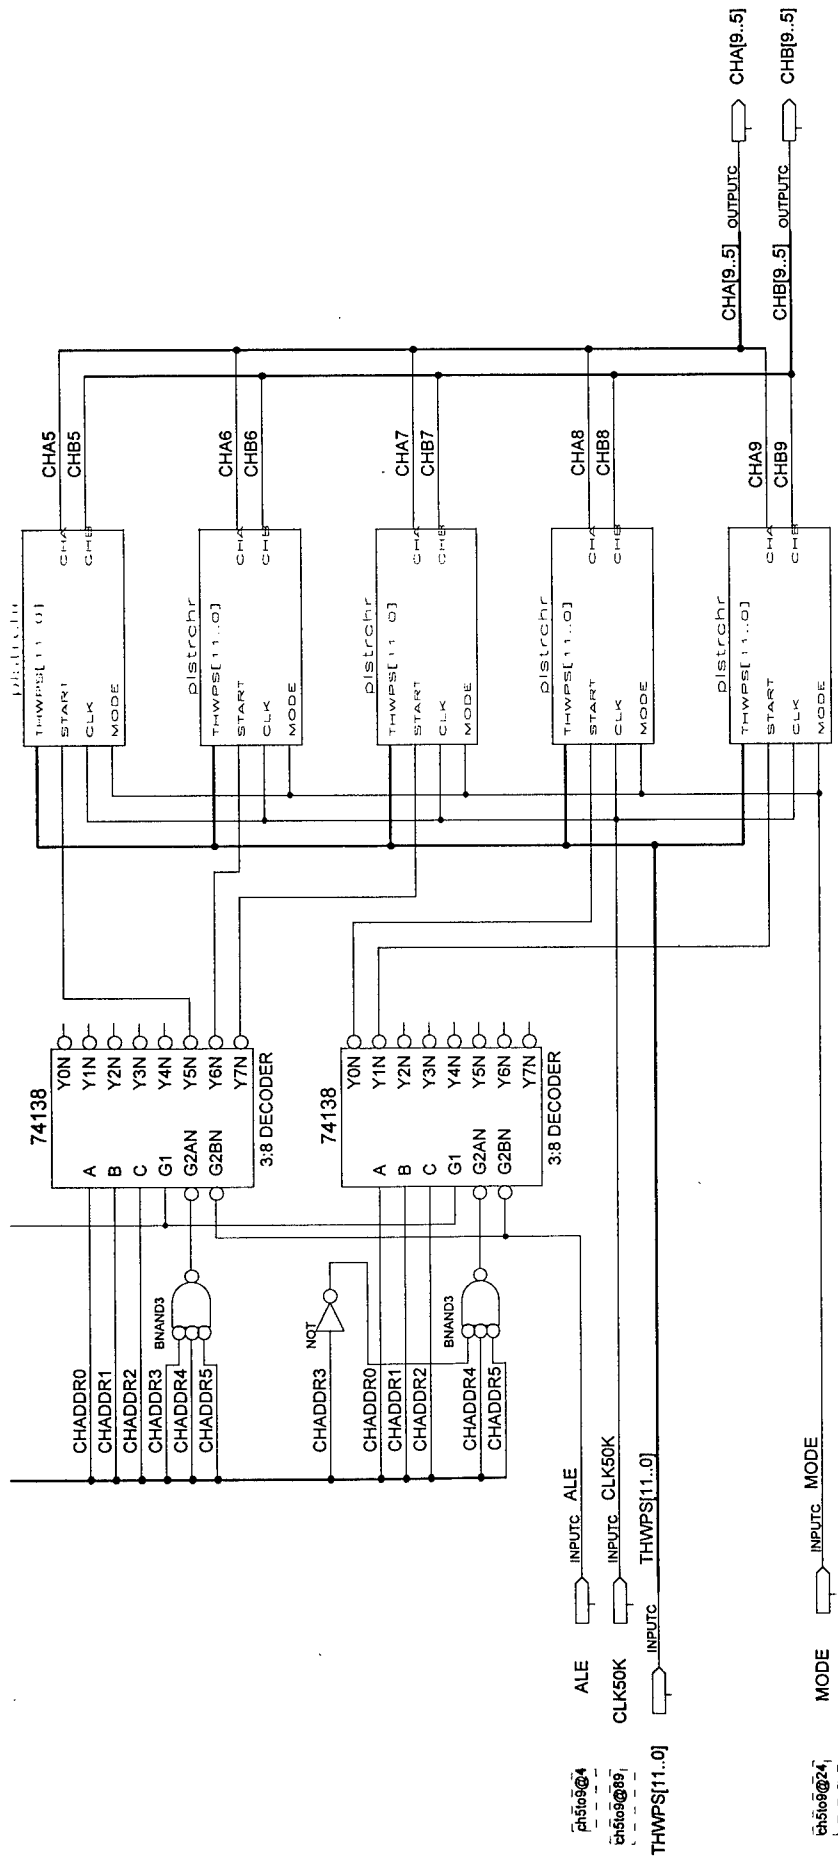 CHA[9..5]
CHB[9..5]
OUTPUTC
OUTPUTC
CHA[9..5]
CHB[9..5]
CHA5
CHB5
CHA6
CHB6
CHA7
CHB7
CHA8
CHB8
CHA9
CHB9
THWPS[11..0]
START
CLK
MODE
CHA
CHB
plstrchr
THWPS[11..0]
START
CLK
MODE
CHA
CHB
plstrchr
THWPS[11..0]
START
CLK
MODE
CHA
CHB
plstrchr
THWPS[11..0]
START
CLK
MODE
CHA
CHB
plstrchr
THWPS[11..0]
START
CLK
MODE
CHA
CHB
74138
A
B
C
G1
G2AN
G2BN
Y0N
Y1N
Y2N
Y3N
Y4N
Y5N
Y6N
Y7N
3:8 DECODER
74138
A
B
C
G1
G2AN
G2BN
Y0N
Y1N
Y2N
Y3N
Y4N
Y5N
Y6N
Y7N
3:8 DECODER
BNAND3
NOT
BNAND3
CHADDR0
CHADDR1
CHADDR2
CHADDR3
CHADDR4
CHADDR5
CHADDR3
CHADDR0
CHADDR1
CHADDR2
CHADDR4
CHADDR5
ch5to9@4 ALE INPUTC ALE
ch5to9@89 CLK50K INPUTC CLK50K
THWPS[11..0] INPUTC THWPS[11..0]
ch5to9@24 MODE INPUTC MODE